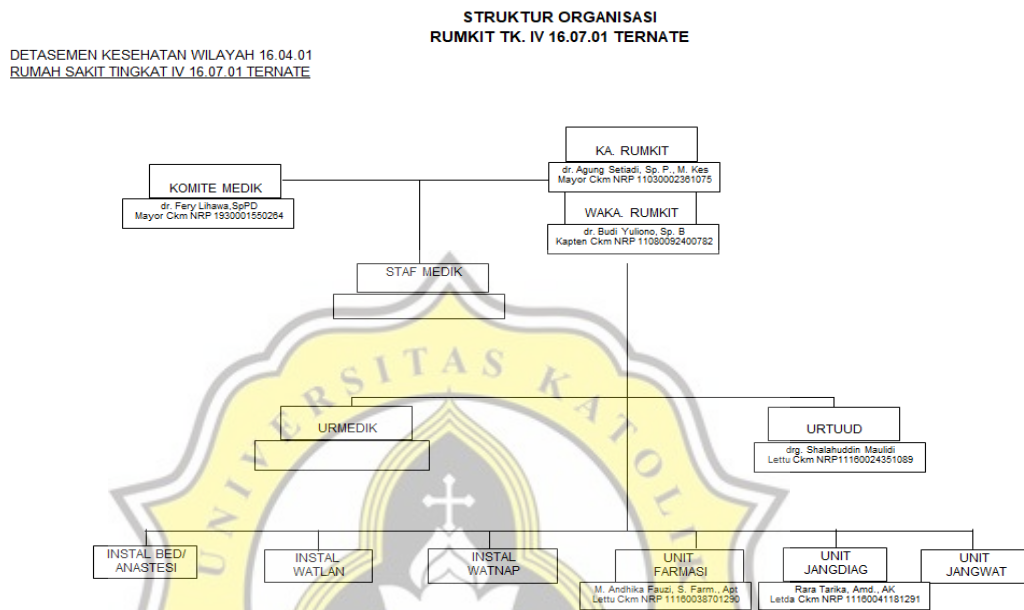 STRUKTUR ORGANISASI
RUMKIT TK. IV 16.07.01 TERNATE
DETASEMEN KESEHATAN WILAYAH 16.04.01
RUMAH SAKIT TINGKAT IV 16.07.01 TERNATE
KA. RUMKIT
dr. Agung Setiadi, Sp. P., M. Kes
Mayor Ckm NRP 11030002361075
KOMITE MEDIK
dr. Fery Lihawa,SpPD
Mayor Ckm NRP 1930001550264
WAKA. RUMKIT
dr. Budi Yuliono, Sp. B
Kapten Ckm NRP 11080092400782
STAF MEDIK
UNIVERSITAS KATOLIK
URMEDIK
URTUUD
drg. Shalahuddin Maulidi
Lettu Ckm NRP11160024351089
INSTAL BED/
ANASTESI
INSTAL
WATLAN
INSTAL
WATNAP
UNIT
FARMASI
M. Andhika Fauzi, S. Farm., Apt
Lettu Ckm NRP 11160038701290
UNIT
JANGDIAG
Rara Tarika, Amd., AK
Letda Ckm NRP 11160041181291
UNIT
JANGWAT